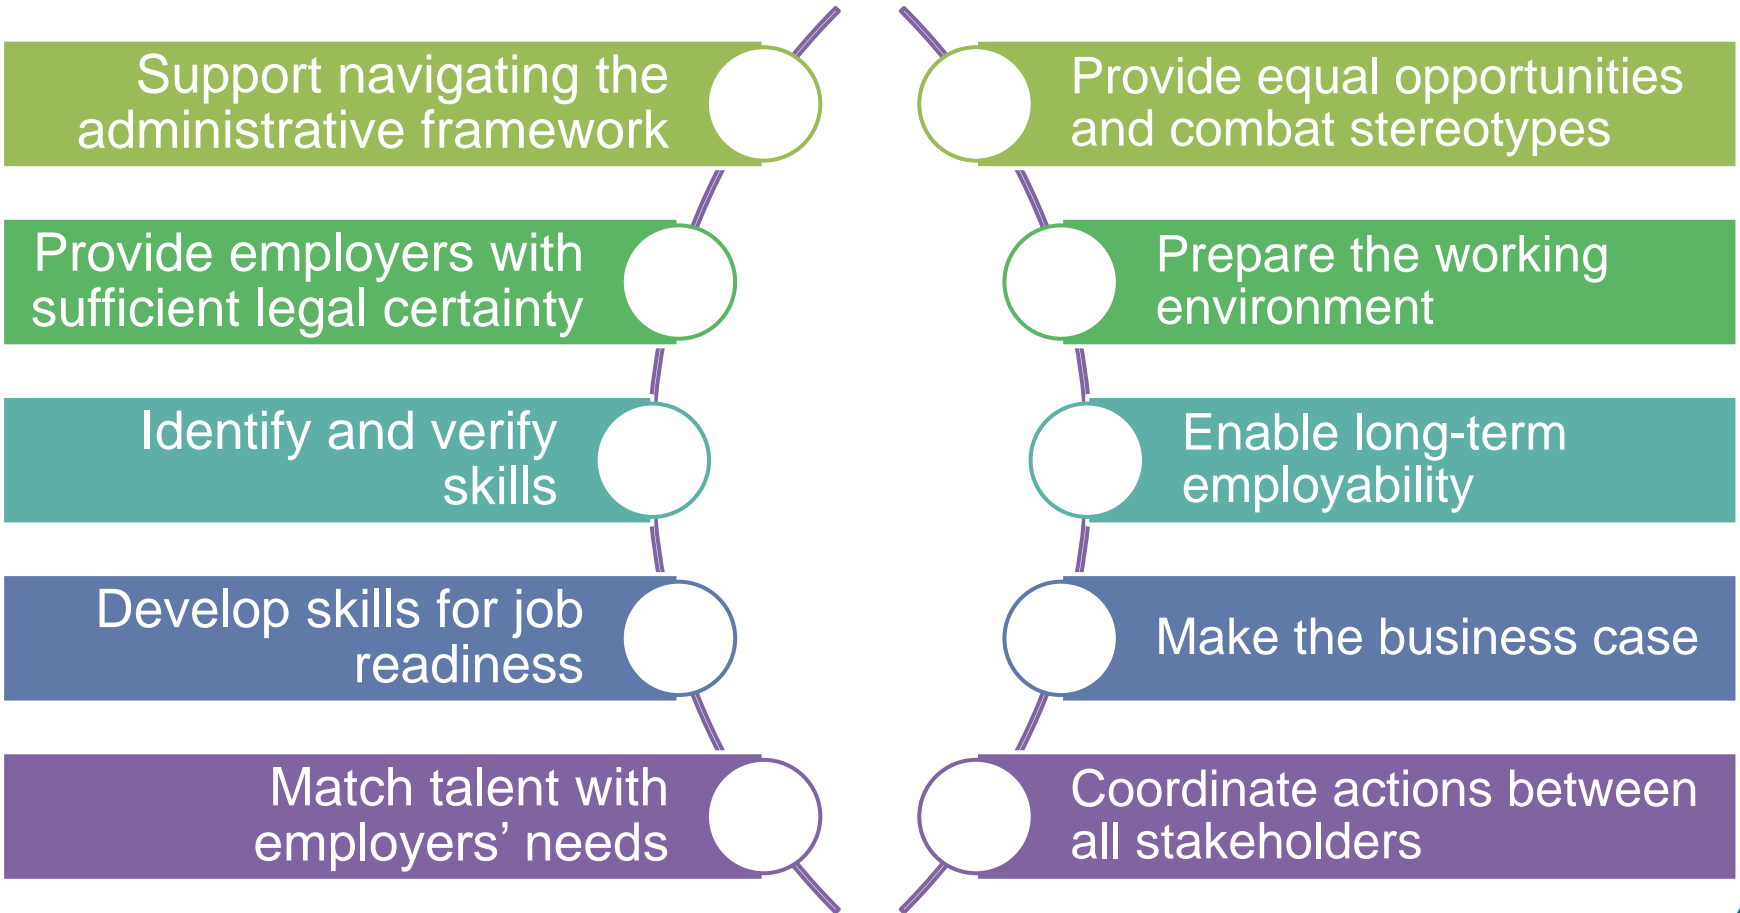 Support navigating the
administrative framework
Provide employers with
sufficient legal certainty
Identify and verify
skills
Develop skills for job
readiness
Match talent with
employers’ needs
Provide equal opportunities
and combat stereotypes
Prepare the working
environment
Enable long-term
employability
Make the business case
Coordinate actions between
all stakeholders